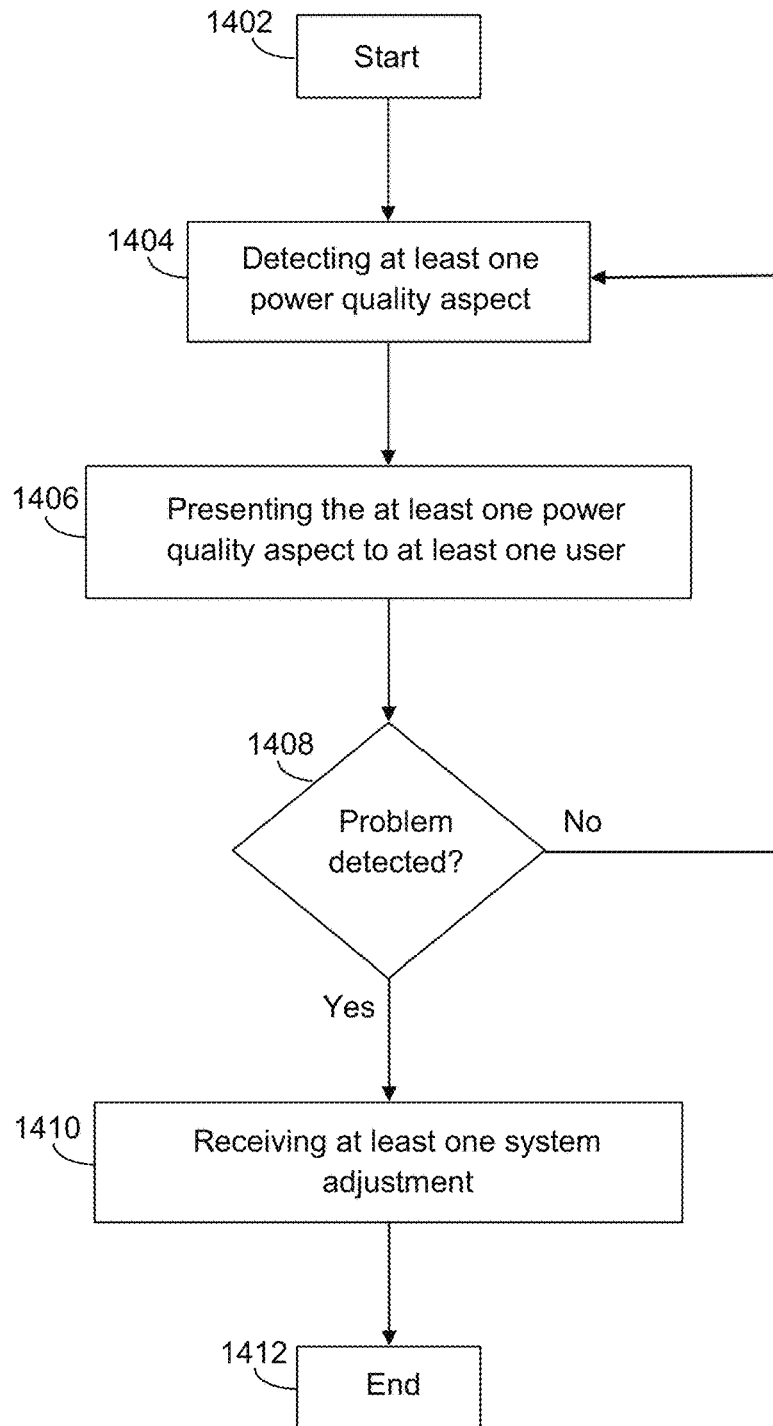 1402
Start
1404
Detecting at least one
power quality aspect
1406
Presenting the at least one power
quality aspect to at least one user
1408
Problem
detected?
No
Yes
1410
Receiving at least one system
adjustment
1412
End